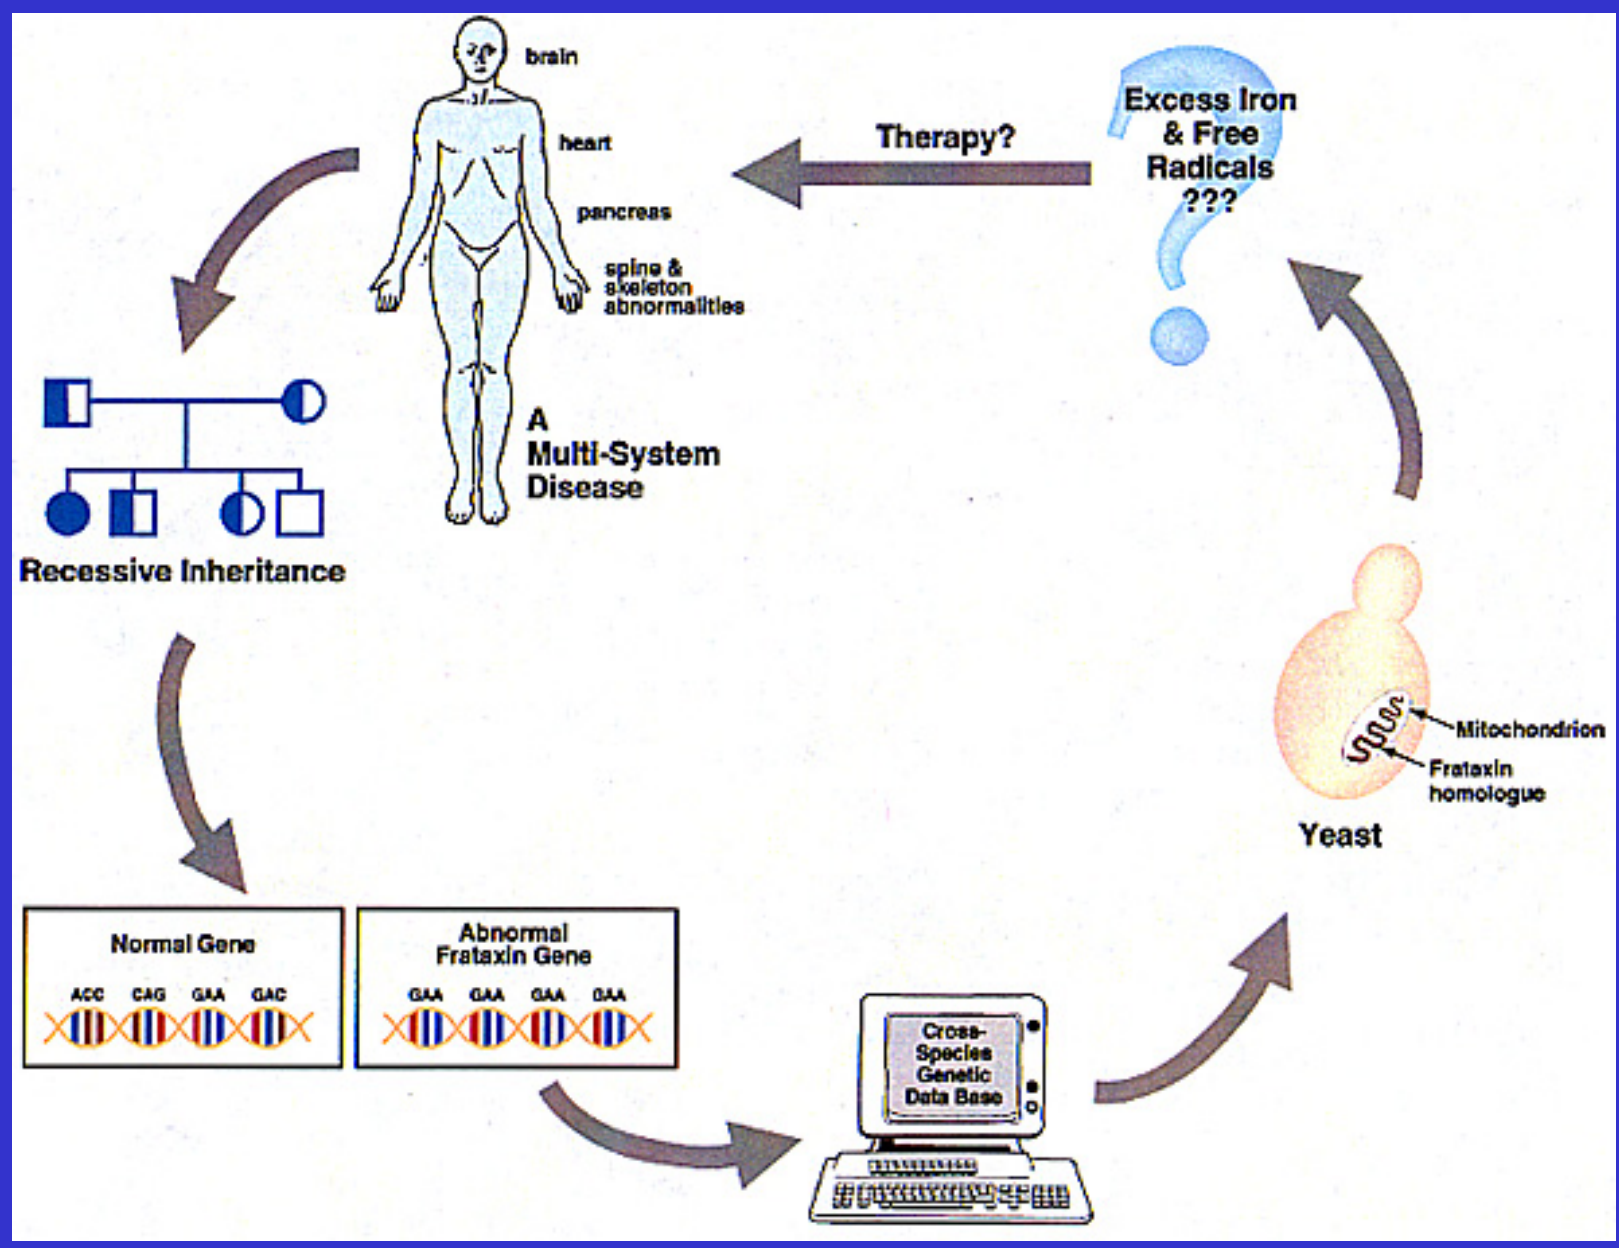 brain
heart
pancreas
spine &
skeleton
abnormalities
A
Multi-System
Disease
Therapy?
Excess Iron
& Free
Radicals
???
Recessive Inheritance
Normal Gene
ACC CAG GAA GAC
Abnormal
Frataxin Gene
GAA GAA GAA GAA
Cross-
Species
Genetic
Data Base
Mitochondrion
Frataxin
homologue
Yeast